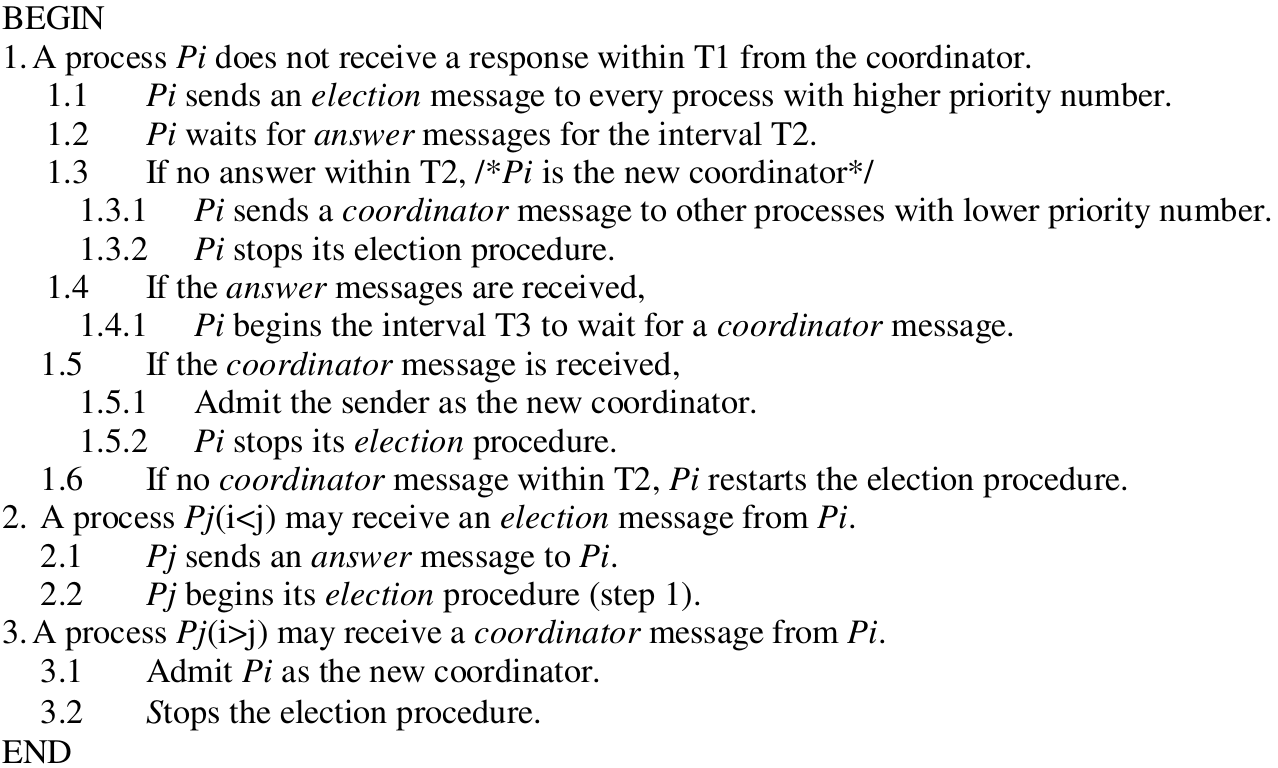 BEGIN
1. A process Pi does not receive a response within T1 from the coordinator.
1.1 Pi sends an election message to every process with higher priority number.
1.2 Pi waits for answer messages for the interval T2.
1.3 If no answer within T2, /*Pi is the new coordinator*/
1.3.1 Pi sends a coordinator message to other processes with lower priority number.
1.3.2 Pi stops its election procedure.
1.4 If the answer messages are received,
1.4.1 Pi begins the interval T3 to wait for a coordinator message.
1.5 If the coordinator message is received,
1.5.1 Admit the sender as the new coordinator.
1.5.2 Pi stops its election procedure.
1.6 If no coordinator message within T2, Pi restarts the election procedure.
2. A process Pj(i<j) may receive an election message from Pi.
2.1 Pj sends an answer message to Pi.
2.2 Pj begins its election procedure (step 1).
3. A process Pj(i>j) may receive a coordinator message from Pi.
3.1 Admit Pi as the new coordinator.
3.2 Stops the election procedure.
END